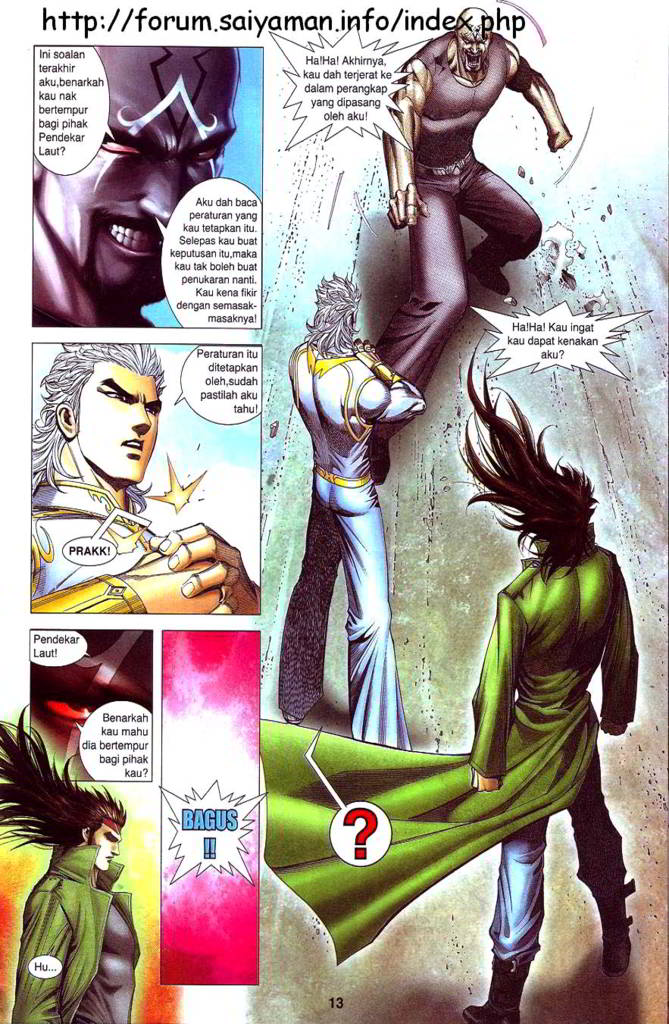 http://forum.saiyaman.info/index.php
Ini soalan
terakhir
aku,benarkah
kau nak
bertempur
bagi pihak
Pendekar
Laut?
Aku dah baca
peraturan yang
kau tetapkan itu.
Selepas kau buat
keputusan itu,maka
kau tak boleh buat
penukaran nanti.
Kau kena fikir
dengan semasak-
masaknya!
Ha!Ha! Akhirnya,
kau dah terjerat ke
dalam perangkap
yang dipasang
oleh aku!
Peraturan itu
ditetapkan
oleh,sudah
pastilah aku
tahu!
PRAKK!
Ha!Ha! Kau ingat
kau dapat kenakan
aku?
Pendekar
Laut!
Benarkah
kau mahu
dia bertempur
bagi pihak
kau?
BAGUS
!!
?
Hu...
13